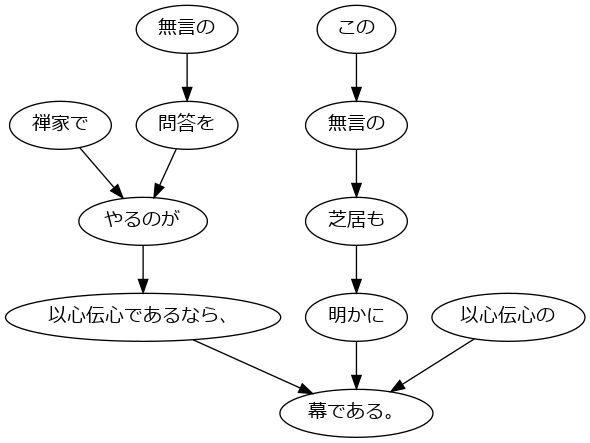 無言の
この
禅家で
問答を
無言の
やるのが
芝居も
以心伝心であるなら、
明かに
以心伝心の
幕である。